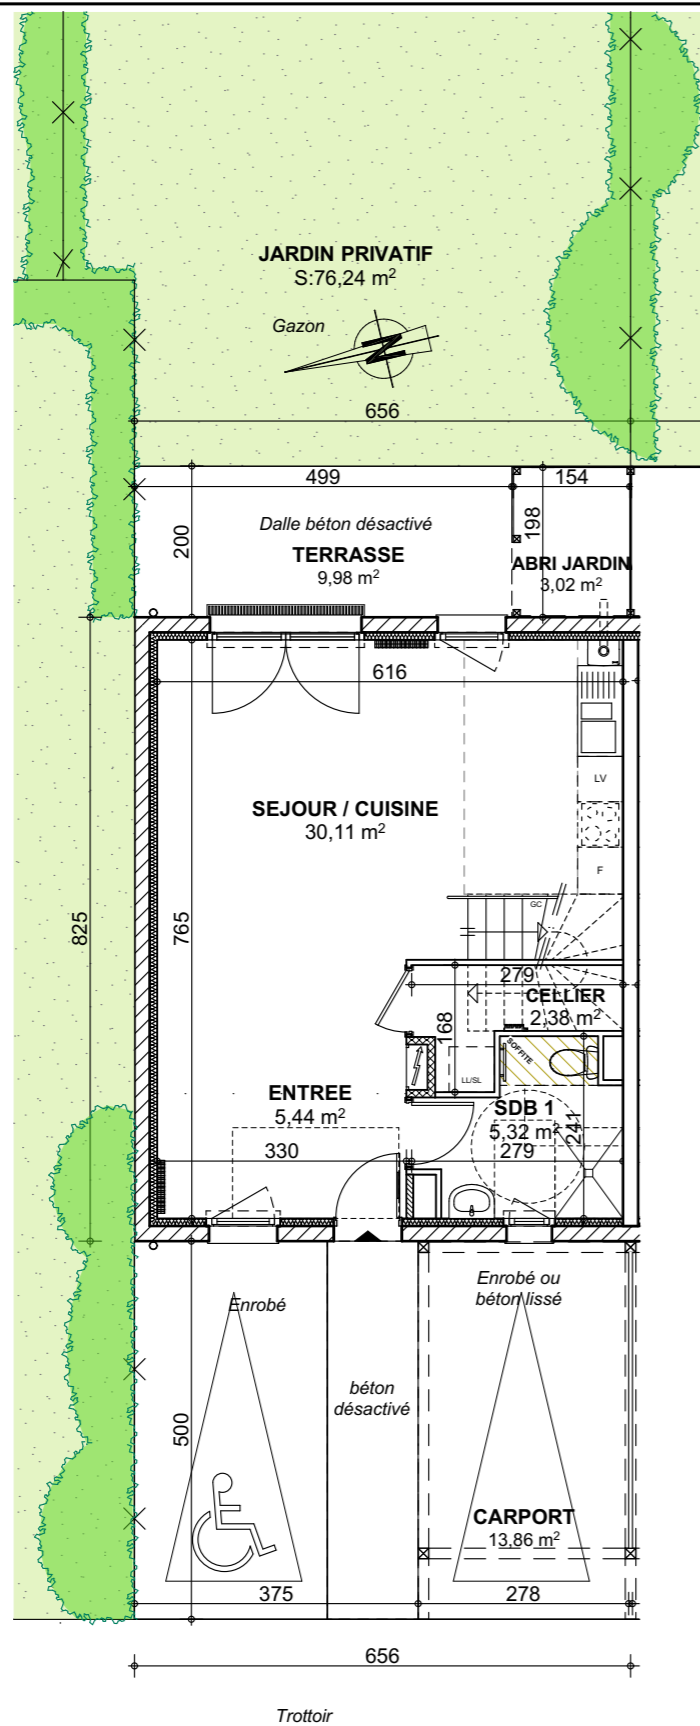 JARDIN PRIVATIF
S:76,24 m²
Gazon
656
499
154
200
Dalle béton désactivé
198
TERRASSE
9,98 m²
ABRI JARDIN
3,02 m²
616
LV
SEJOUR / CUISINE
30,11 m²
F
GC
825
765
279
CELLIER
2,38 m²
168
SOFFITE
LL/SL
ENTREE
5,44 m²
SDB 1
5,32 m²
241
330
279
Enrobé
Enrobé ou
béton lissé
béton
désactivé
500
CARPORT
13,86 m²
375
278
656
Trottoir